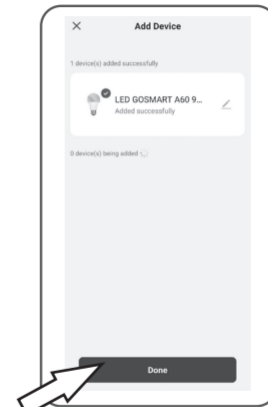 Add Device
1 device(s) added successfully
LED GOSMART A60 9...
Added successfully
0 device(s) being added
Done